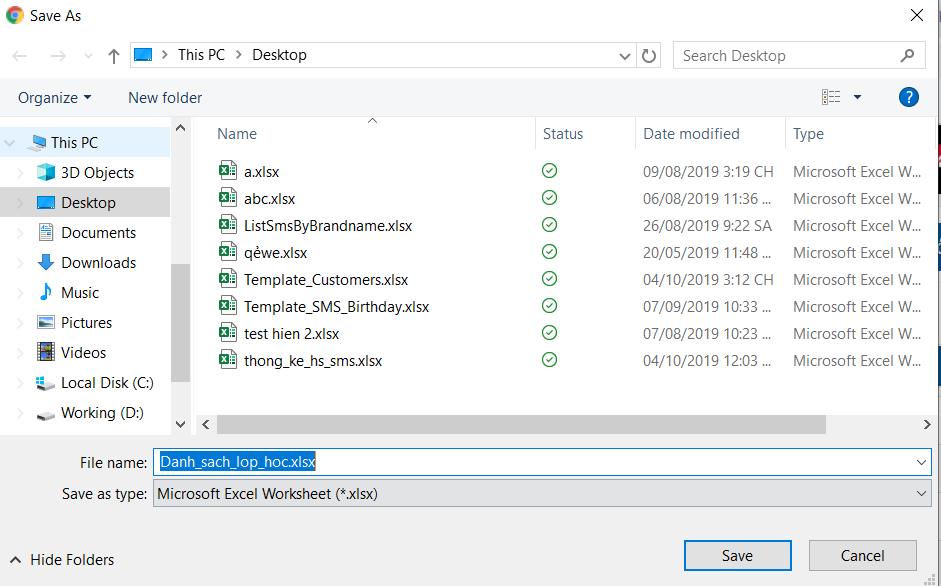 Save As
This PC > Desktop
Search Desktop
Organize
New folder
?
Name Status Date modified Type
This PC
3D Objects
Desktop
Documents
Downloads
Music
Pictures
Videos
Local Disk (C:)
Working (D:)
a.xlsx 09/08/2019 3:19 CH Microsoft Excel W...
abc.xlsx 06/08/2019 11:36 ... Microsoft Excel W...
ListSmsByBrandname.xlsx 26/08/2019 9:22 SA Microsoft Excel W...
qẻwe.xlsx 20/05/2019 11:48 ... Microsoft Excel W...
Template_Customers.xlsx 04/10/2019 3:12 CH Microsoft Excel W...
Template_SMS_Birthday.xlsx 07/09/2019 10:33 ... Microsoft Excel W...
test hien 2.xlsx 07/08/2019 10:23 ... Microsoft Excel W...
thong_ke_hs_sms.xlsx 04/10/2019 12:03 ... Microsoft Excel W...
File name: Danh_sach_lop_hoc.xlsx
Save as type: Microsoft Excel Worksheet (*.xlsx)
Hide Folders
Save
Cancel